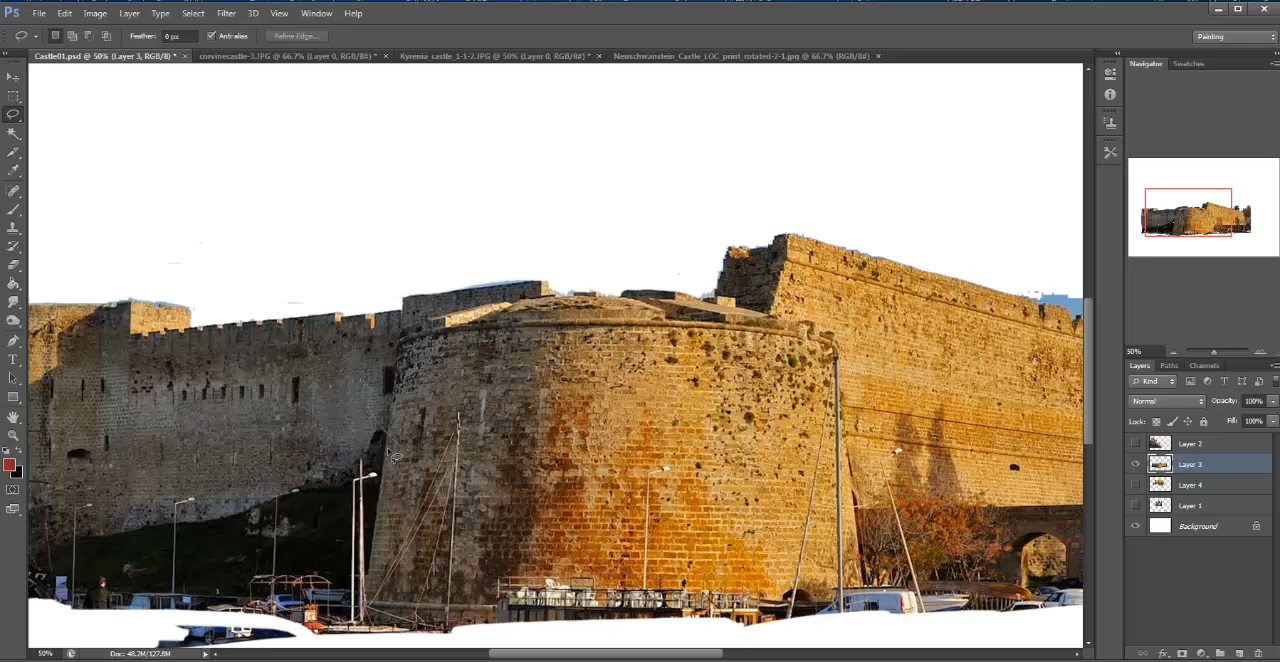 Ps File Edit Image Layer Type Select Filter 3D View Window Help
Feather: 0 px Anti-alias Refine Edge... Painting
Castle01.psd @ 50% (Layer 3, RGB/8) * × corvinecastle-3.JPG @ 66.7% (Layer 0, RGB/8#) * × Kyrenia_castle_1-1-2.JPG @ 50% (Layer 0, RGB/8#) * × Neuschwanstein_Castle_LOC_print_rotated-2-1.jpg @ 66.7% (RGB/8#) ×
Navigator Swatches
50%
Layers Paths Channels
Kind
Normal Opacity: 100%
Lock: Fill: 100%
Layer 2
Layer 3
Layer 4
Layer 1
Background
50% Doc: 48.2M/127.8M